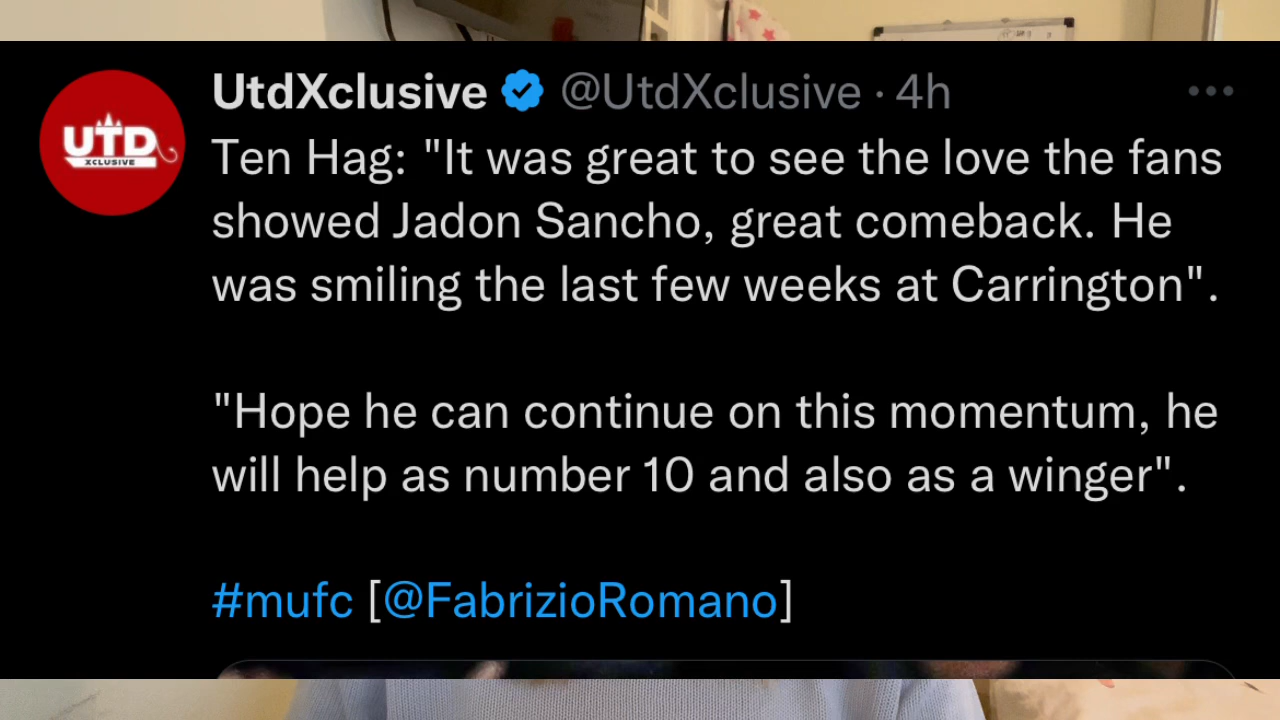 UTD
XCLUSIVE
UtdXclusive @UtdXclusive · 4h
Ten Hag: "It was great to see the love the fans
showed Jadon Sancho, great comeback. He
was smiling the last few weeks at Carrington".
"Hope he can continue on this momentum, he
will help as number 10 and also as a winger".
#mufc [@FabrizioRomano]